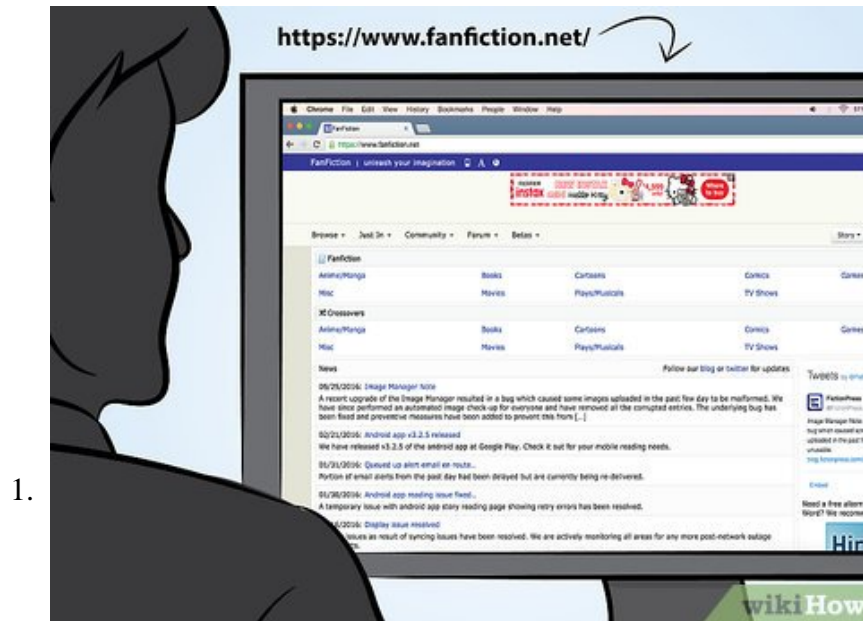 https://www.fanfiction.net/
Chrome File Edit View History Bookmarks People Window Help
FanFiction
https://www.fanfiction.net
FanFiction | unleash your imagination
instax
Where to buy
Browse Just In Community Forum Betas Story
Fanfiction
Anime/Manga Books Cartoons Comics Games
Misc Movies Plays/Musicals TV Shows
Crossovers
Anime/Manga Books Cartoons Comics Games
Misc Movies Plays/Musicals TV Shows
News Follow our blog or twitter for updates
Tweets
05/25/2016: Image Manager Note
A recent upgrade of the Image Manager resulted in a bug which caused some images uploaded in the past few day to be malformed. We
have since performed an automated image check-up for everyone and have removed all the corrupted entries. The underlying bug has
been fixed and preventive measures have been added to prevent this from [...]
FictionPress
Image Manager Note
02/21/2016: Android app v3.2.5 released
We have released v3.2.5 of the android app at Google Play. Check it out for your mobile reading needs.
01/31/2016: Queued up alert email en route..
Portion of email alerts from the past day had been delayed but are currently being re-delivered.
Embed
01/30/2016: Android app reading issue fixed..
A temporary issue with android app story reading page showing retry errors has been resolved.
Need a free
Word? We
/2016: Display issue resolved
issues as result of syncing issues have been resolved. We are actively monitoring all areas for any more post-network outage
1.
wikiHow